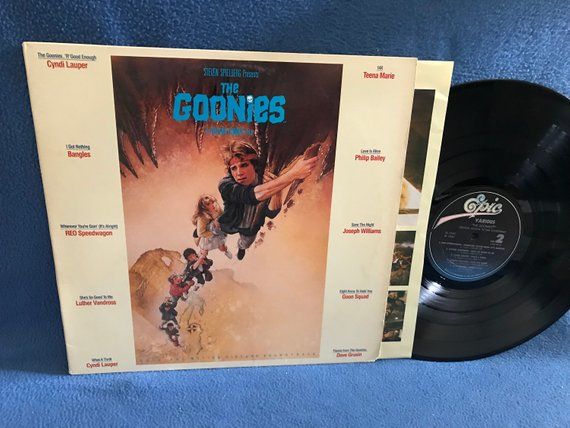 The Goonies 'R' Good Enough
Cyndi Lauper
I Got Nothing
Bangles
Wherever You're Goin' (It's Alright)
REO Speedwagon
She's So Good To Me
Luther Vandross
What A Thrill
Cyndi Lauper
STEVEN SPIELBERG Presents
THE
GOONIES
14K
Teena Marie
Love Is Alive
Philip Bailey
Save The Night
Joseph Williams
Eight Arms To Hold You
Goon Squad
Theme From The Goonies
Dave Grusin
Epic
VARIOUS
2